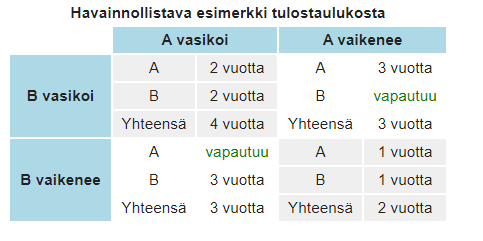 Havainnollistava esimerkki tulostaulukosta
A vasikoi A vaikenee
A 2 vuotta A 3 vuotta
B vasikoi B 2 vuotta B vapautuu
Yhteensä 4 vuotta Yhteensä 3 vuotta
A vapautuu A 1 vuotta
B vaikenee B 3 vuotta B 1 vuotta
Yhteensä 3 vuotta Yhteensä 2 vuotta